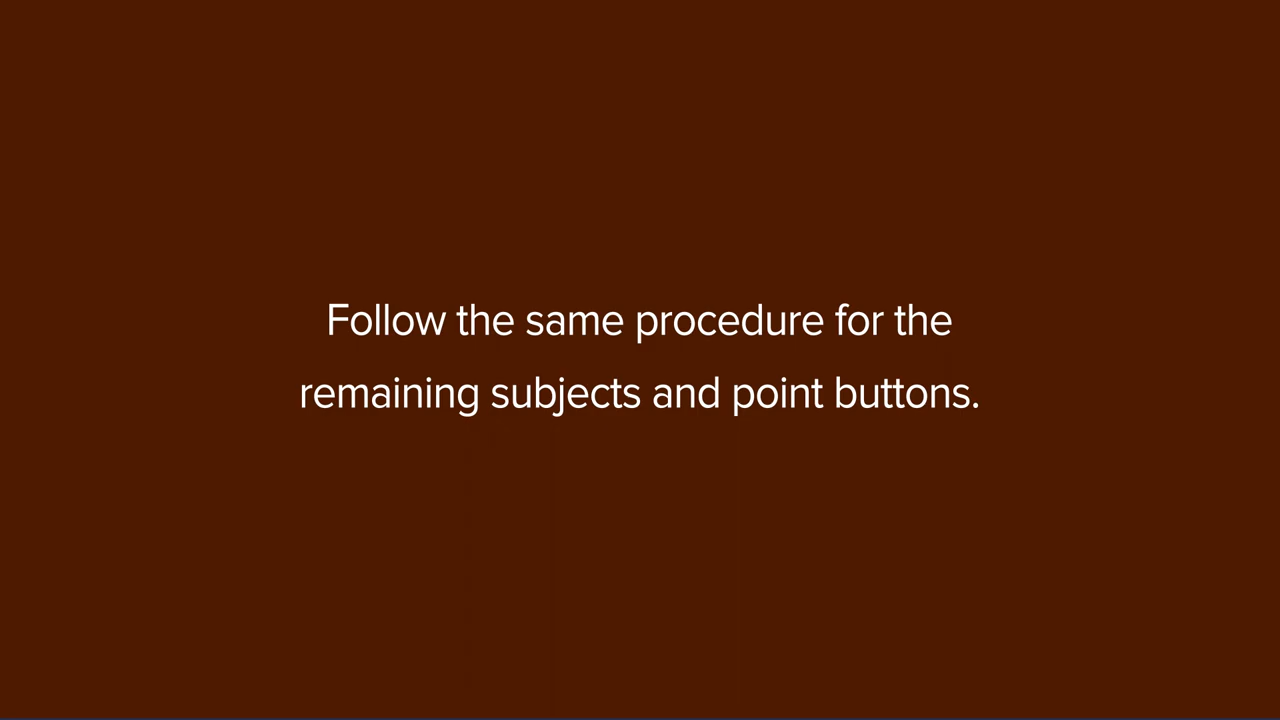 Follow the same procedure for the
remaining subjects and point buttons.